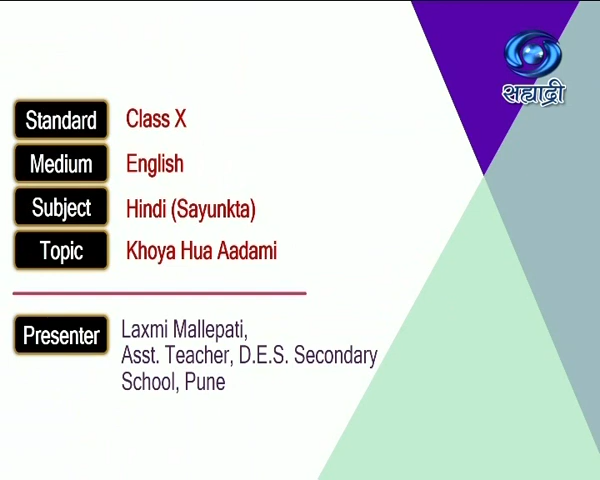 सह्याद्री
Standard Class X
Medium English
Subject Hindi (Sayunkta)
Topic Khoya Hua Aadami
Presenter Laxmi Mallepati,
Asst. Teacher, D.E.S. Secondary
School, Pune